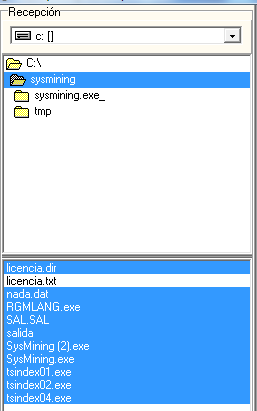 Recepción
c: []
C:\
sysmining
sysmining.exe_
tmp
licencia.dir
licencia.txt
nada.dat
RGMLANG.exe
SAL.SAL
salida
SysMining (2).exe
SysMining.exe
tsindex01.exe
tsindex02.exe
tsindex04.exe